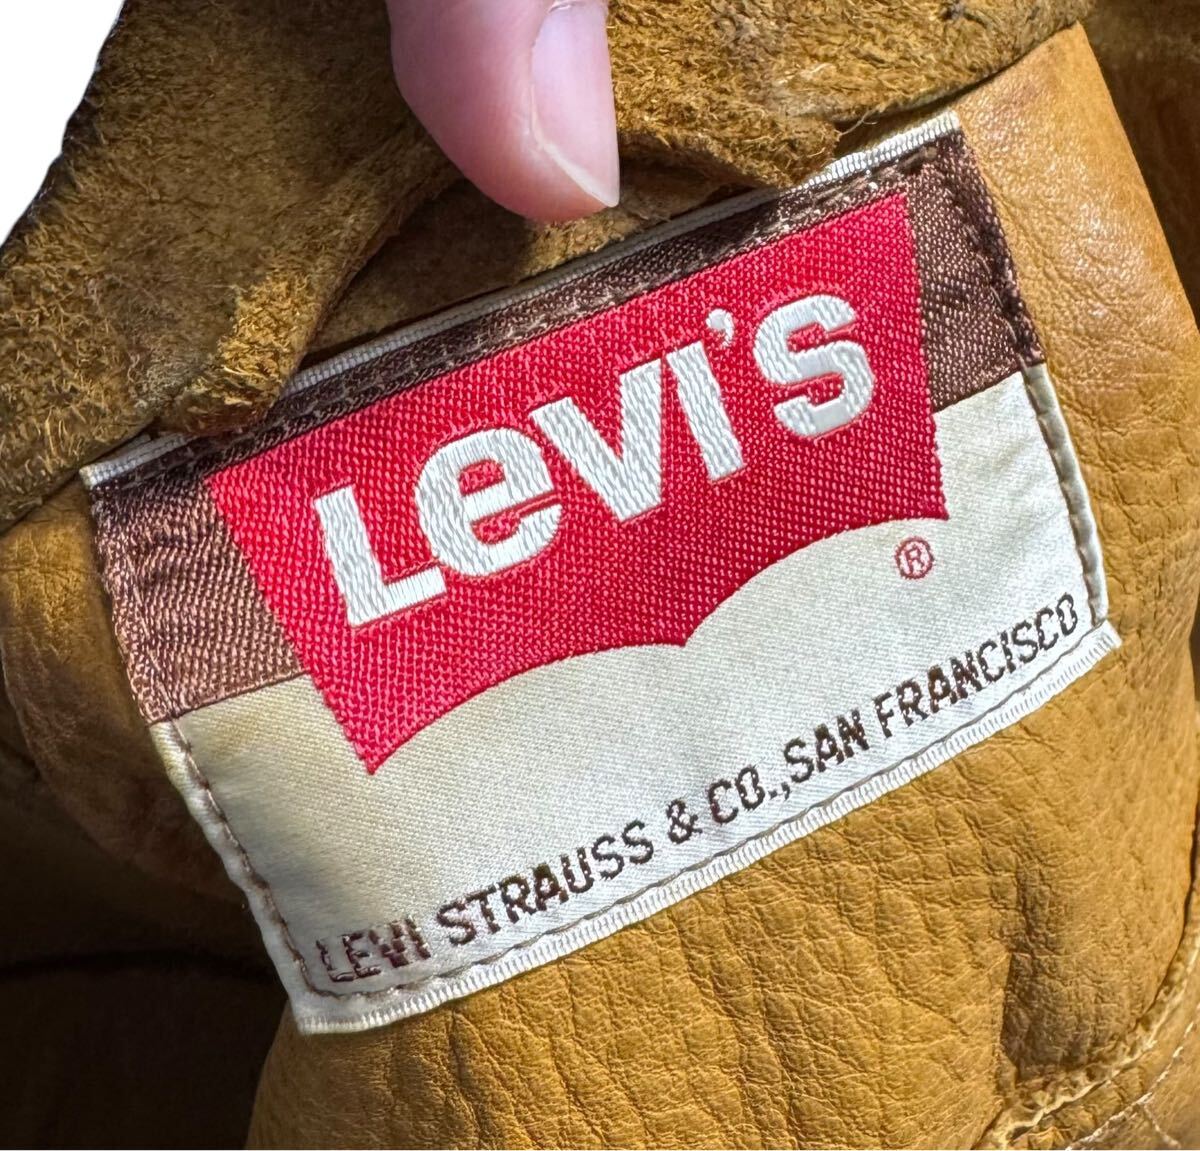 Levi's
®
LEVI STRAUSS & CO., SAN FRANCISCO